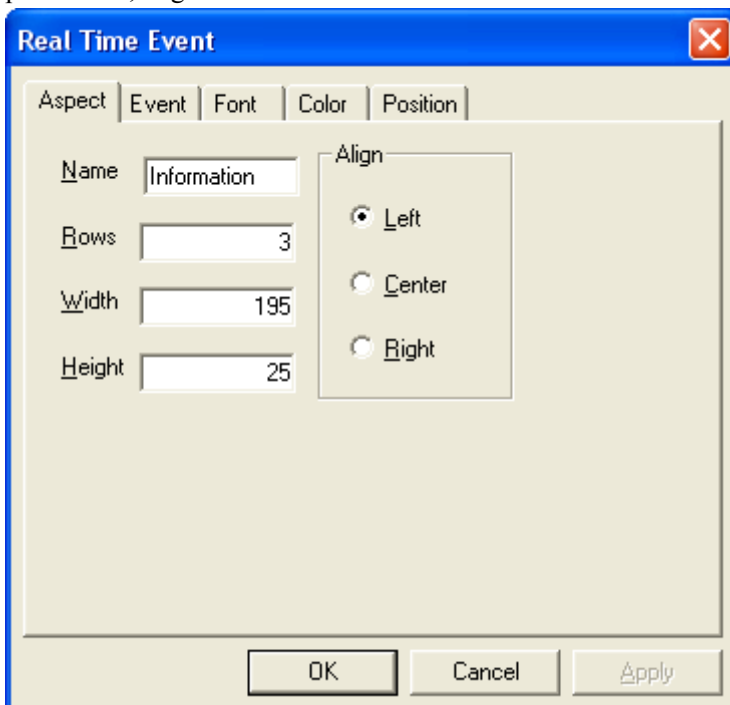 Real Time Event
Aspect Event Font Color Position
Name Information
Rows 3
Width 195
Height 25
Align
Left
Center
Right
OK Cancel Apply